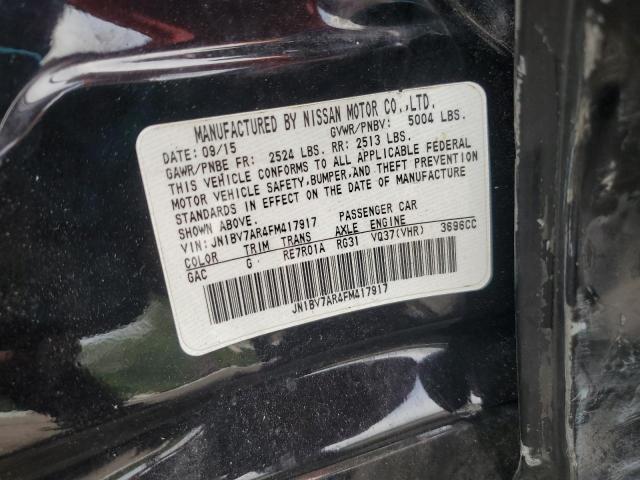 MANUFACTURED BY NISSAN MOTOR CO.,LTD.
DATE: 09/15 GVWR/PNBV: 5004 LBS.
GAWR/PNBE FR: 2524 LBS. RR: 2513 LBS.
THIS VEHICLE CONFORMS TO ALL APPLICABLE FEDERAL
MOTOR VEHICLE SAFETY,BUMPER,AND THEFT PREVENTION
STANDARDS IN EFFECT ON THE DATE OF MANUFACTURE
SHOWN ABOVE.
VIN: JN1BV7AR4FM417917 PASSENGER CAR
COLOR TRIM TRANS AXLE ENGINE
GAC G RE7R01A RG31 VQ37(VHR) 3696CC
JN1BV7AR4FM417917